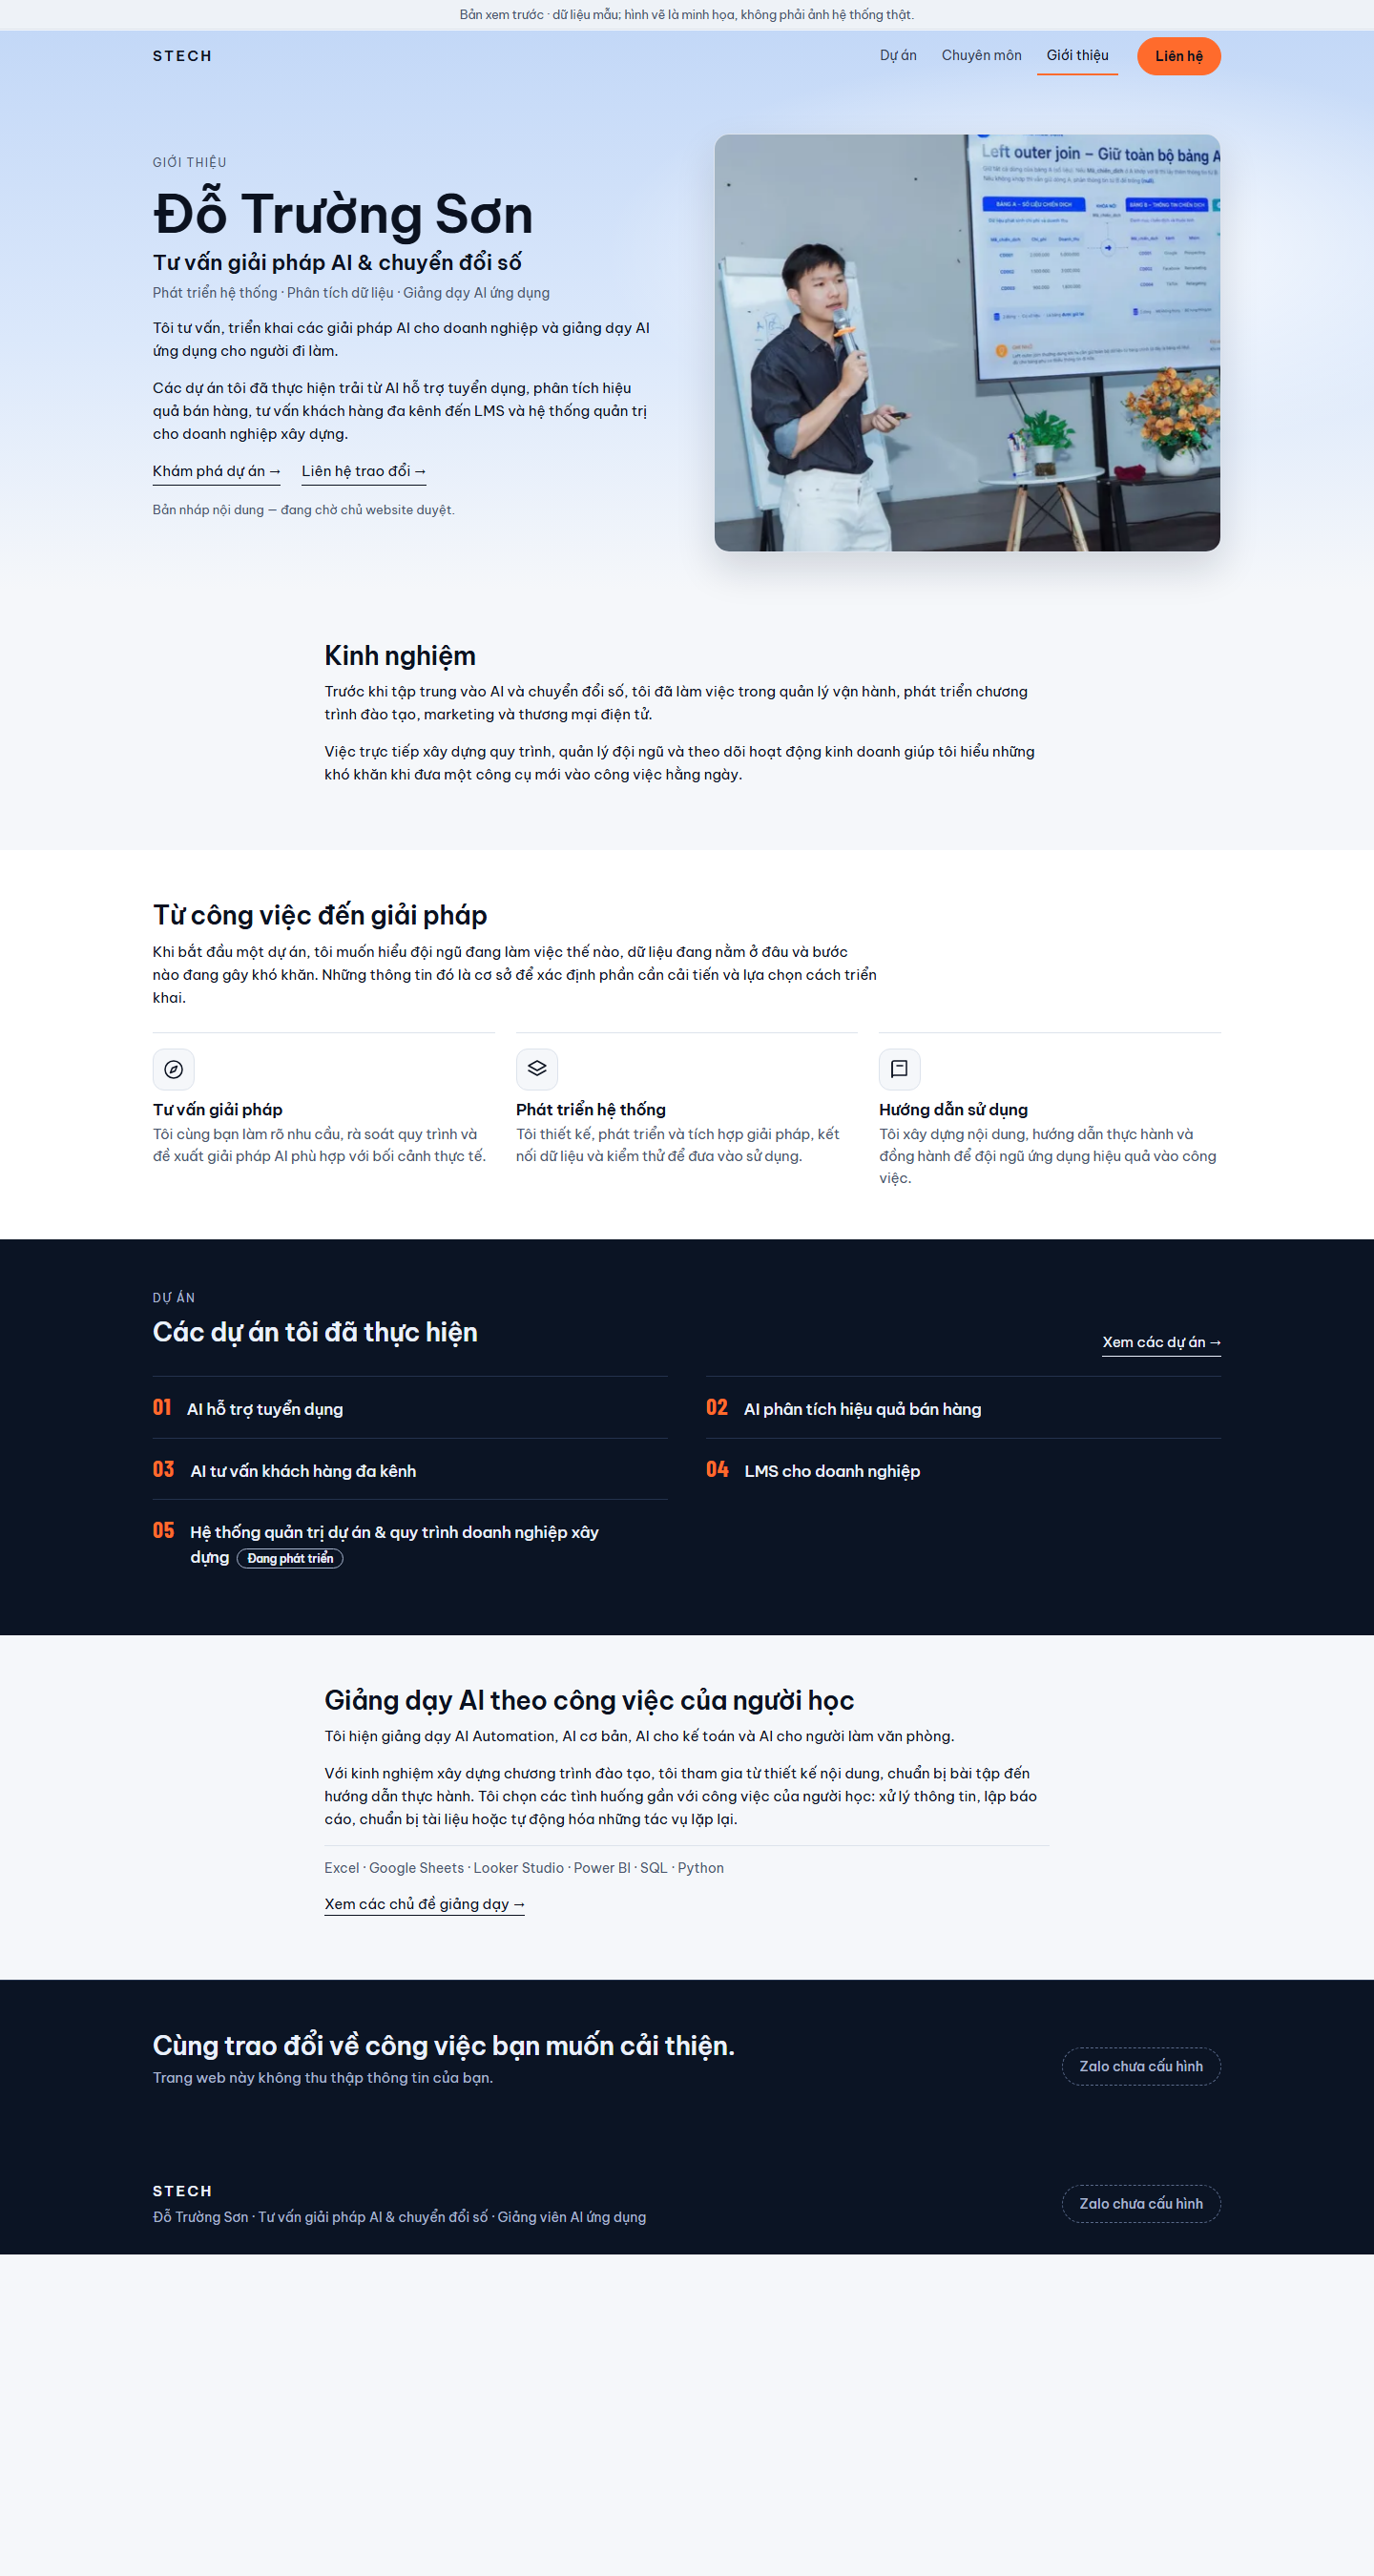 Bản xem trước · dữ liệu mẫu; hình vẽ là minh họa, không phải ảnh hệ thống thật.
STECH
Dự án
Chuyên môn
Giới thiệu
Liên hệ
GIỚI THIỆU
Đỗ Trường Sơn
Tư vấn giải pháp AI & chuyển đổi số
Phát triển hệ thống · Phân tích dữ liệu · Giảng dạy AI ứng dụng
Tôi tư vấn, triển khai các giải pháp AI cho doanh nghiệp và giảng dạy AI
ứng dụng cho người đi làm.
Các dự án tôi đã thực hiện trải từ AI hỗ trợ tuyển dụng, phân tích hiệu
quả bán hàng, tư vấn khách hàng đa kênh đến LMS và hệ thống quản trị
cho doanh nghiệp xây dựng.
Khám phá dự án →
Liên hệ trao đổi →
Bản nháp nội dung — đang chờ chủ website duyệt.
Left outer join – Giữ toàn bộ bảng A
BẢNG A – SỐ LIỆU CHIẾN DỊCH
BẢNG B – THÔNG TIN CHIẾN DỊCH
Kinh nghiệm
Trước khi tập trung vào AI và chuyển đổi số, tôi đã làm việc trong quản lý vận hành, phát triển chương
trình đào tạo, marketing và thương mại điện tử.
Việc trực tiếp xây dựng quy trình, quản lý đội ngũ và theo dõi hoạt động kinh doanh giúp tôi hiểu những
khó khăn khi đưa một công cụ mới vào công việc hằng ngày.
Từ công việc đến giải pháp
Khi bắt đầu một dự án, tôi muốn hiểu đội ngũ đang làm việc thế nào, dữ liệu đang nằm ở đâu và bước
nào đang gây khó khăn. Những thông tin đó là cơ sở để xác định phần cần cải tiến và lựa chọn cách triển
khai.
Tư vấn giải pháp
Tôi cùng bạn làm rõ nhu cầu, rà soát quy trình và
đề xuất giải pháp AI phù hợp với bối cảnh thực tế.
Phát triển hệ thống
Tôi thiết kế, phát triển và tích hợp giải pháp, kết
nối dữ liệu và kiểm thử để đưa vào sử dụng.
Hướng dẫn sử dụng
Tôi xây dựng nội dung, hướng dẫn thực hành và
đồng hành để đội ngũ ứng dụng hiệu quả vào công
việc.
DỰ ÁN
Các dự án tôi đã thực hiện
Xem các dự án →
01 AI hỗ trợ tuyển dụng
02 AI phân tích hiệu quả bán hàng
03 AI tư vấn khách hàng đa kênh
04 LMS cho doanh nghiệp
05 Hệ thống quản trị dự án & quy trình doanh nghiệp xây
dựng Đang phát triển
Giảng dạy AI theo công việc của người học
Tôi hiện giảng dạy AI Automation, AI cơ bản, AI cho kế toán và AI cho người làm văn phòng.
Với kinh nghiệm xây dựng chương trình đào tạo, tôi tham gia từ thiết kế nội dung, chuẩn bị bài tập đến
hướng dẫn thực hành. Tôi chọn các tình huống gần với công việc của người học: xử lý thông tin, lập báo
cáo, chuẩn bị tài liệu hoặc tự động hóa những tác vụ lặp lại.
Excel · Google Sheets · Looker Studio · Power BI · SQL · Python
Xem các chủ đề giảng dạy →
Cùng trao đổi về công việc bạn muốn cải thiện.
Trang web này không thu thập thông tin của bạn.
Zalo chưa cấu hình
STECH
Đỗ Trường Sơn · Tư vấn giải pháp AI & chuyển đổi số · Giảng viên AI ứng dụng
Zalo chưa cấu hình